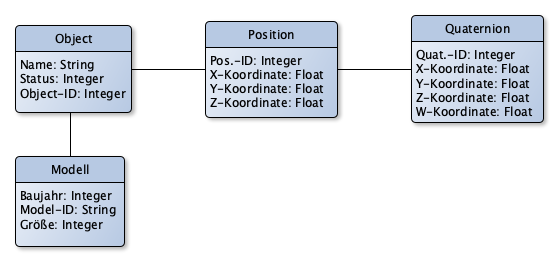 Object
Name: String
Status: Integer
Object-ID: Integer
Position
Pos.-ID: Integer
X-Koordinate: Float
Y-Koordinate: Float
Z-Koordinate: Float
Quaternion
Quat.-ID: Integer
X-Koordinate: Float
Y-Koordinate: Float
Z-Koordinate: Float
W-Koordinate: Float
Modell
Baujahr: Integer
Model-ID: String
Größe: Integer